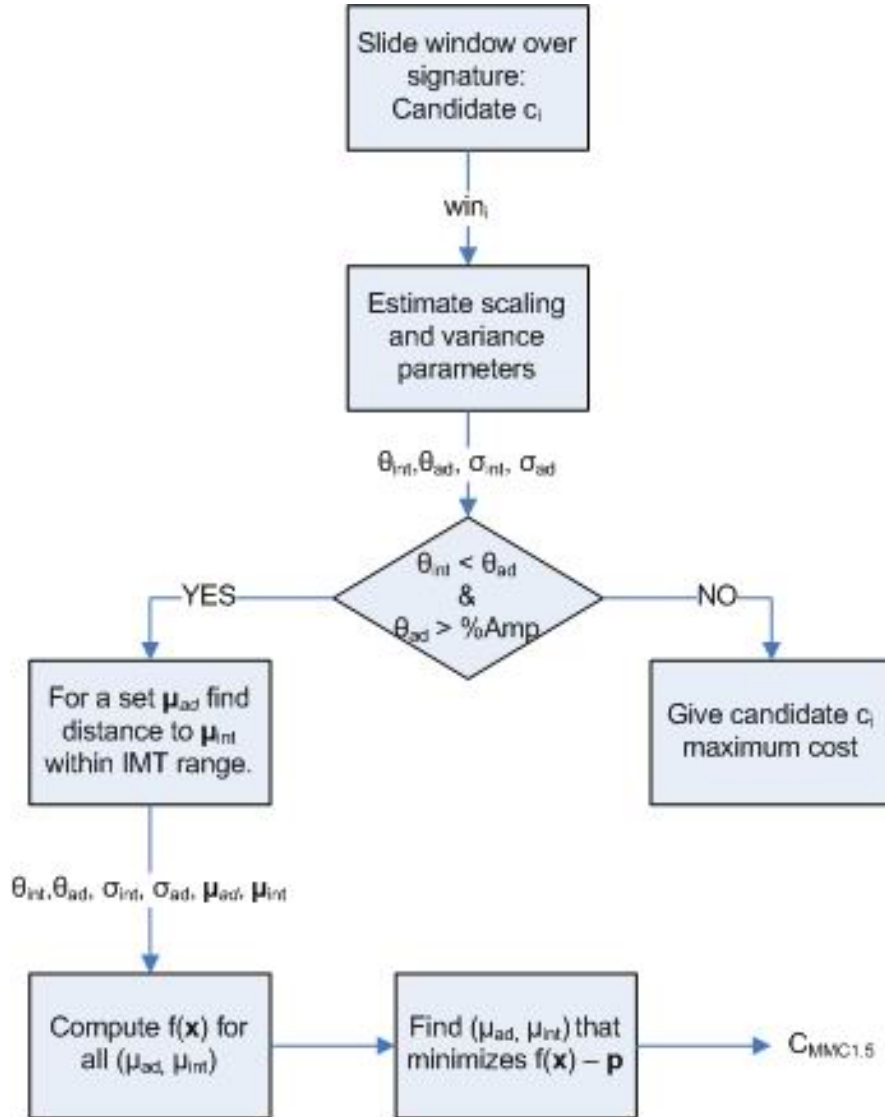 Slide window over
signature:
Candidate cᵢ
winᵢ
Estimate scaling
and variance
parameters
θint,θad, σint, σad
θint < θad
&
θad > %Amp
YES
NO
For a set μad find
distance to μint
within IMT range.
Give candidate cᵢ
maximum cost
θint,θad, σint, σad, μad, μint
Compute f(x) for
all (μad, μint)
Find (μad, μint) that
minimizes f(x) – p
CMMC1.5